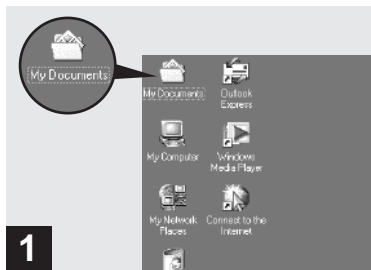 My Documents
My Documents
Outlook
Express
My Computer
Windows
Media Player
My Network
Places
Connect to the
Internet
1